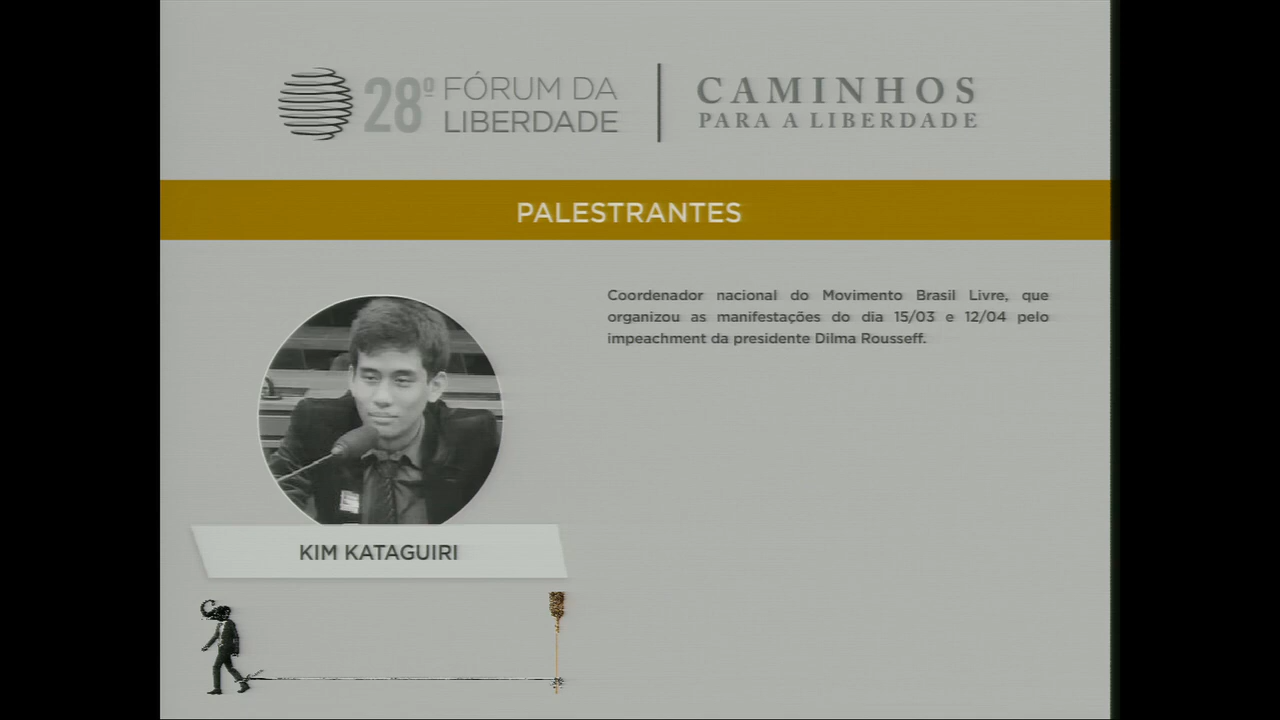 28º FÓRUM DA LIBERDADE
CAMINHOS
PARA A LIBERDADE
PALESTRANTES
Coordenador nacional do Movimento Brasil Livre, que
organizou as manifestações do dia 15/03 e 12/04 pelo
impeachment da presidente Dilma Rousseff.
KIM KATAGUIRI